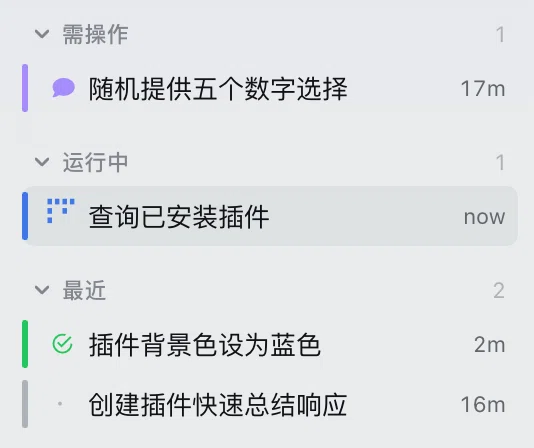 需操作 1
随机提供五个数字选择 17m
运行中 1
查询已安装插件 now
最近 2
插件背景色设为蓝色 2m
创建插件快速总结响应 16m